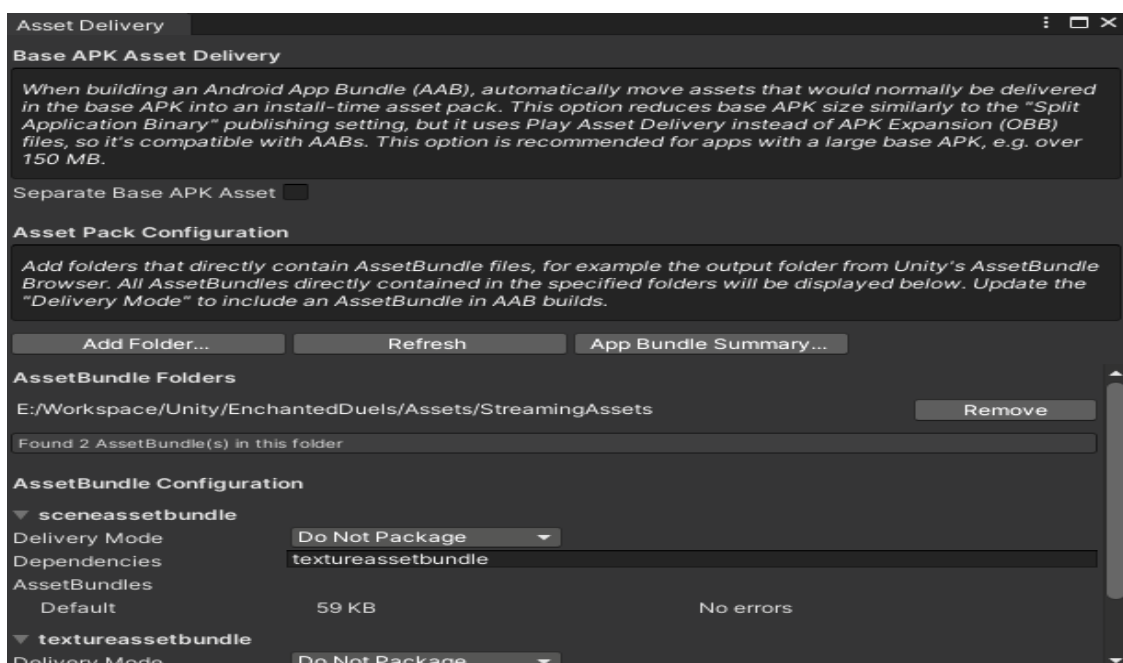 Asset Delivery
Base APK Asset Delivery
When building an Android App Bundle (AAB), automatically move assets that would normally be delivered
in the base APK into an install-time asset pack. This option reduces base APK size similarly to the "Split
Application Binary" publishing setting, but it uses Play Asset Delivery instead of APK Expansion (OBB)
files, so it's compatible with AABs. This option is recommended for apps with a large base APK, e.g. over
150 MB.
Separate Base APK Asset
Asset Pack Configuration
Add folders that directly contain AssetBundle files, for example the output folder from Unity's AssetBundle
Browser. All AssetBundles directly contained in the specified folders will be displayed below. Update the
"Delivery Mode" to include an AssetBundle in AAB builds.
Add Folder... Refresh App Bundle Summary...
AssetBundle Folders
E:/Workspace/Unity/EnchantedDuels/Assets/StreamingAssets Remove
Found 2 AssetBundle(s) in this folder
AssetBundle Configuration
sceneassetbundle
Delivery Mode Do Not Package
Dependencies textureassetbundle
AssetBundles
Default 59 KB No errors
textureassetbundle
Delivery Mode Do Not Package